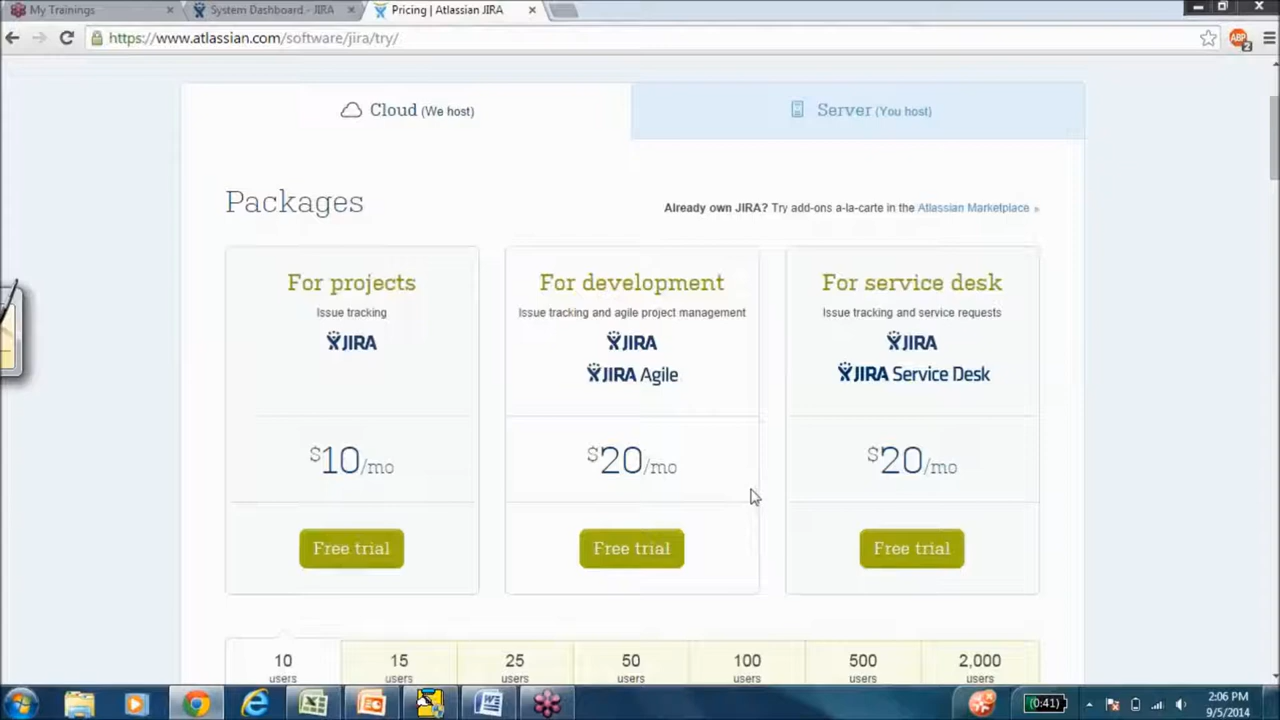 My Trainings
System Dashboard - JIRA
Pricing | Atlassian JIRA
https://www.atlassian.com/software/jira/try/
ABP
2
Cloud (We host)
Server (You host)
Packages
Already own JIRA? Try add-ons a-la-carte in the Atlassian Marketplace »
For projects
Issue tracking
JIRA
$10/mo
Free trial
For development
Issue tracking and agile project management
JIRA
JIRA Agile
$20/mo
Free trial
For service desk
Issue tracking and service requests
JIRA
JIRA Service Desk
$20/mo
Free trial
10 users
15 users
25 users
50 users
100 users
500 users
2,000 users
(0:41)
2:06 PM
9/5/2014